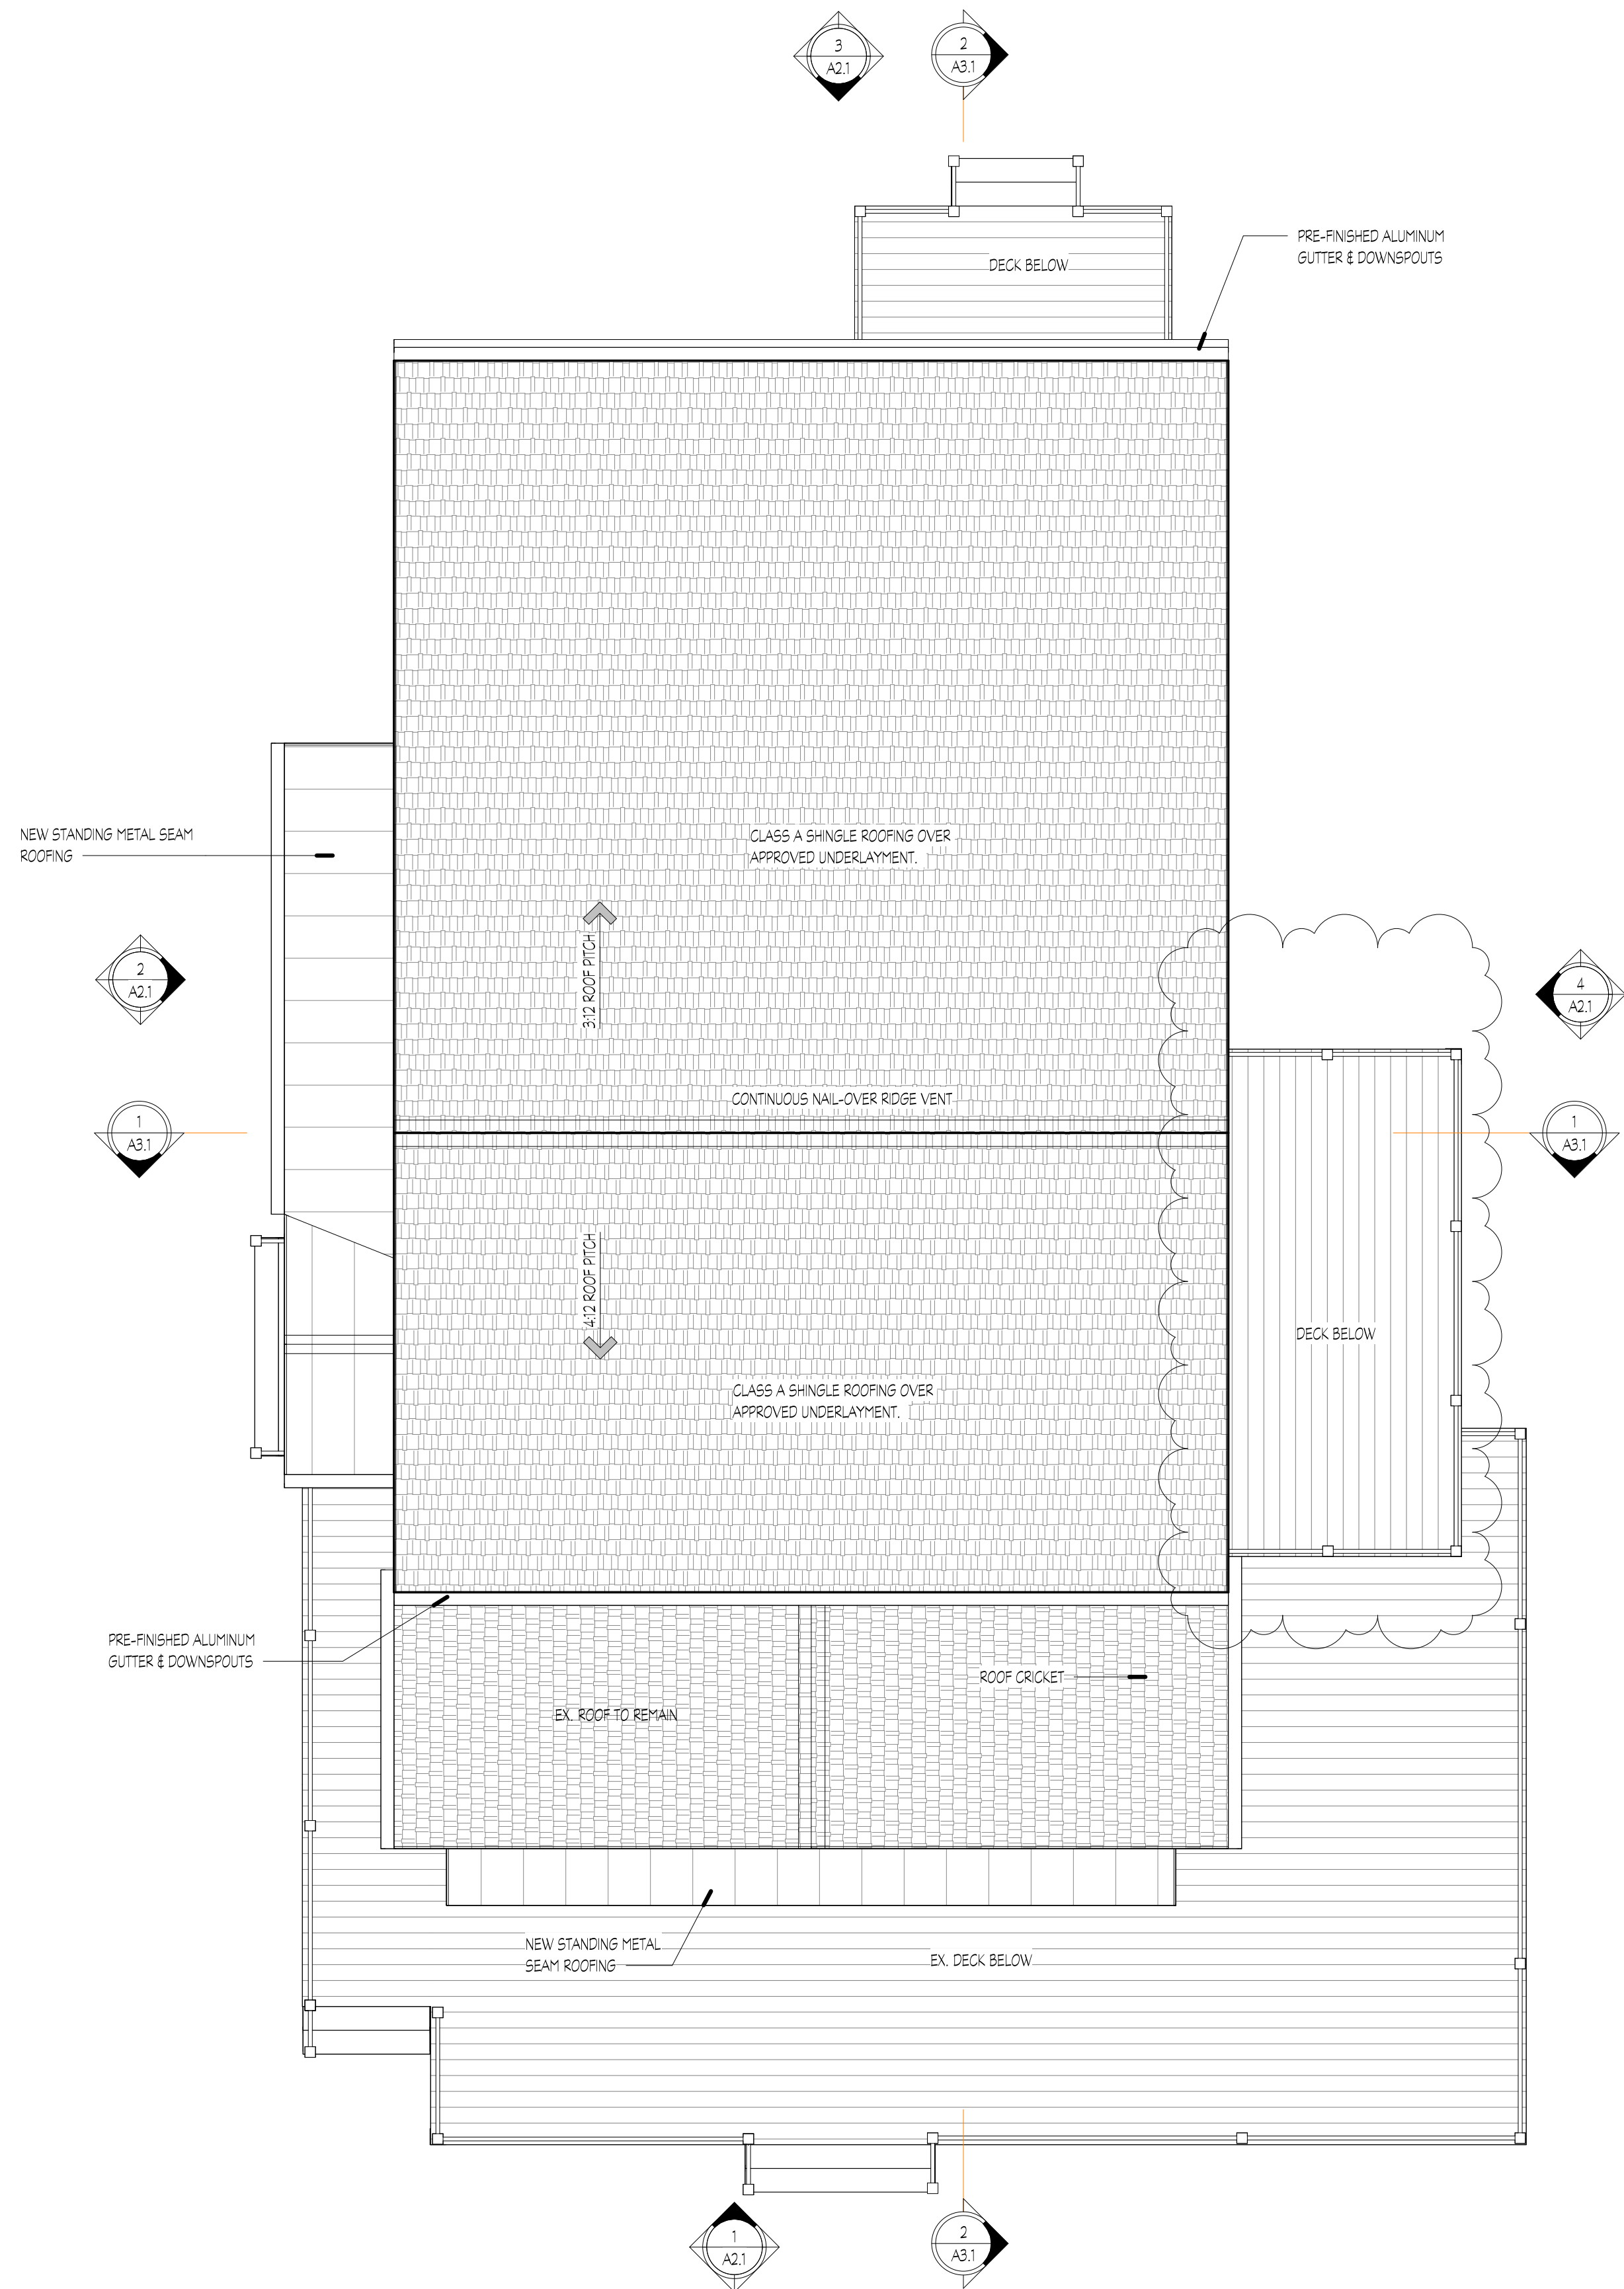 3
A2.1
2
A3.1
PRE-FINISHED ALUMINUM
GUTTER & DOWNSPOUTS
DECK BELOW
NEW STANDING METAL SEAM
ROOFING
CLASS A SHINGLE ROOFING OVER
APPROVED UNDERLAYMENT.
3:12 ROOF PITCH
2
A2.1
4
A2.1
CONTINUOUS NAIL-OVER RIDGE VENT
1
A3.1
1
A3.1
4:12 ROOF PITCH
DECK BELOW
CLASS A SHINGLE ROOFING OVER
APPROVED UNDERLAYMENT.
PRE-FINISHED ALUMINUM
GUTTER & DOWNSPOUTS
ROOF CRICKET
EX. ROOF TO REMAIN
NEW STANDING METAL
SEAM ROOFING
EX. DECK BELOW
1
A2.1
2
A3.1